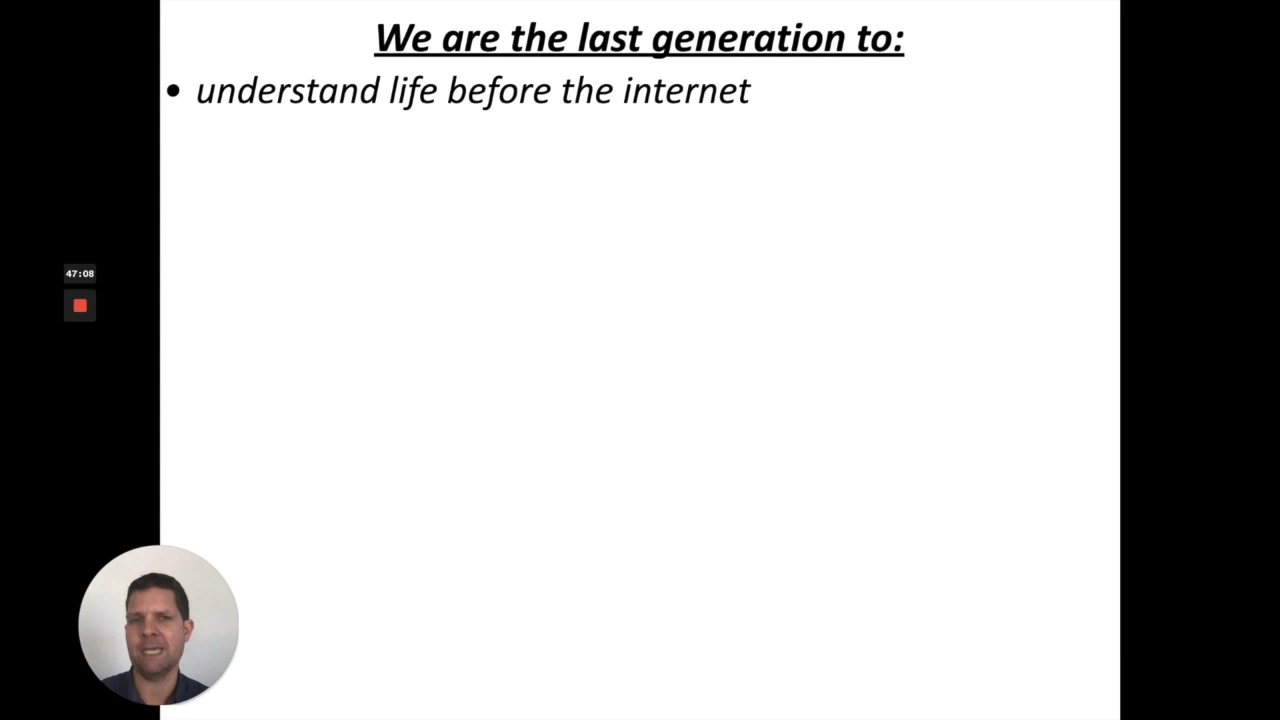 We are the last generation to:
• understand life before the internet
47:08